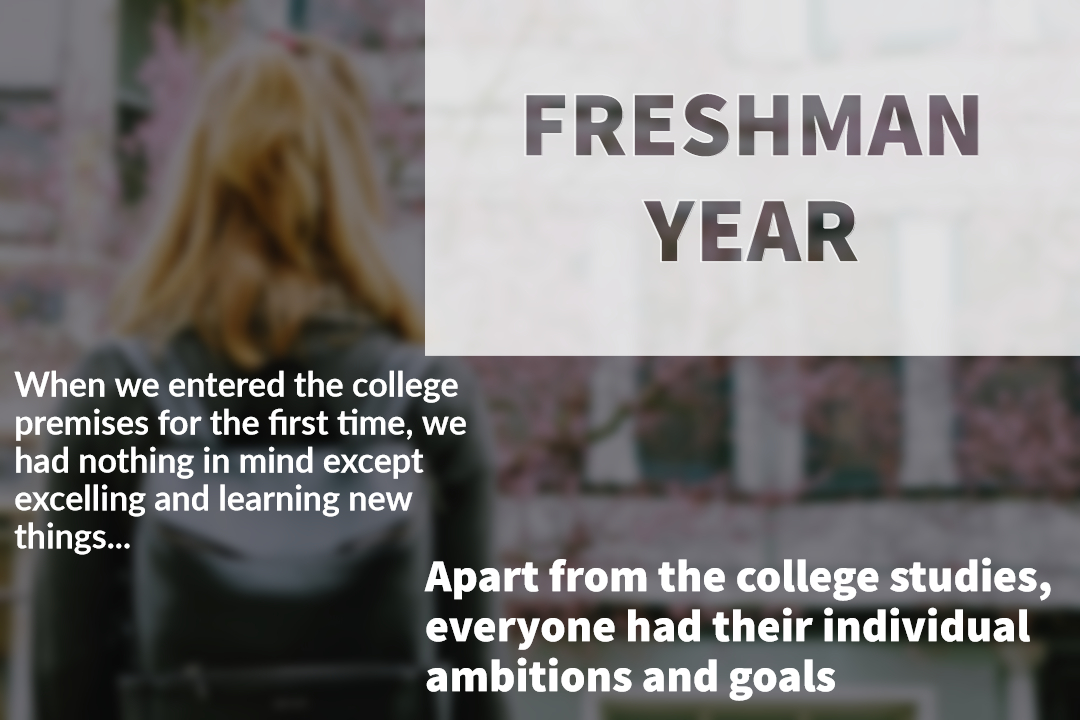 FRESHMAN
YEAR
When we entered the college
premises for the first time, we
had nothing in mind except
excelling and learning new
things...
Apart from the college studies,
everyone had their individual
ambitions and goals